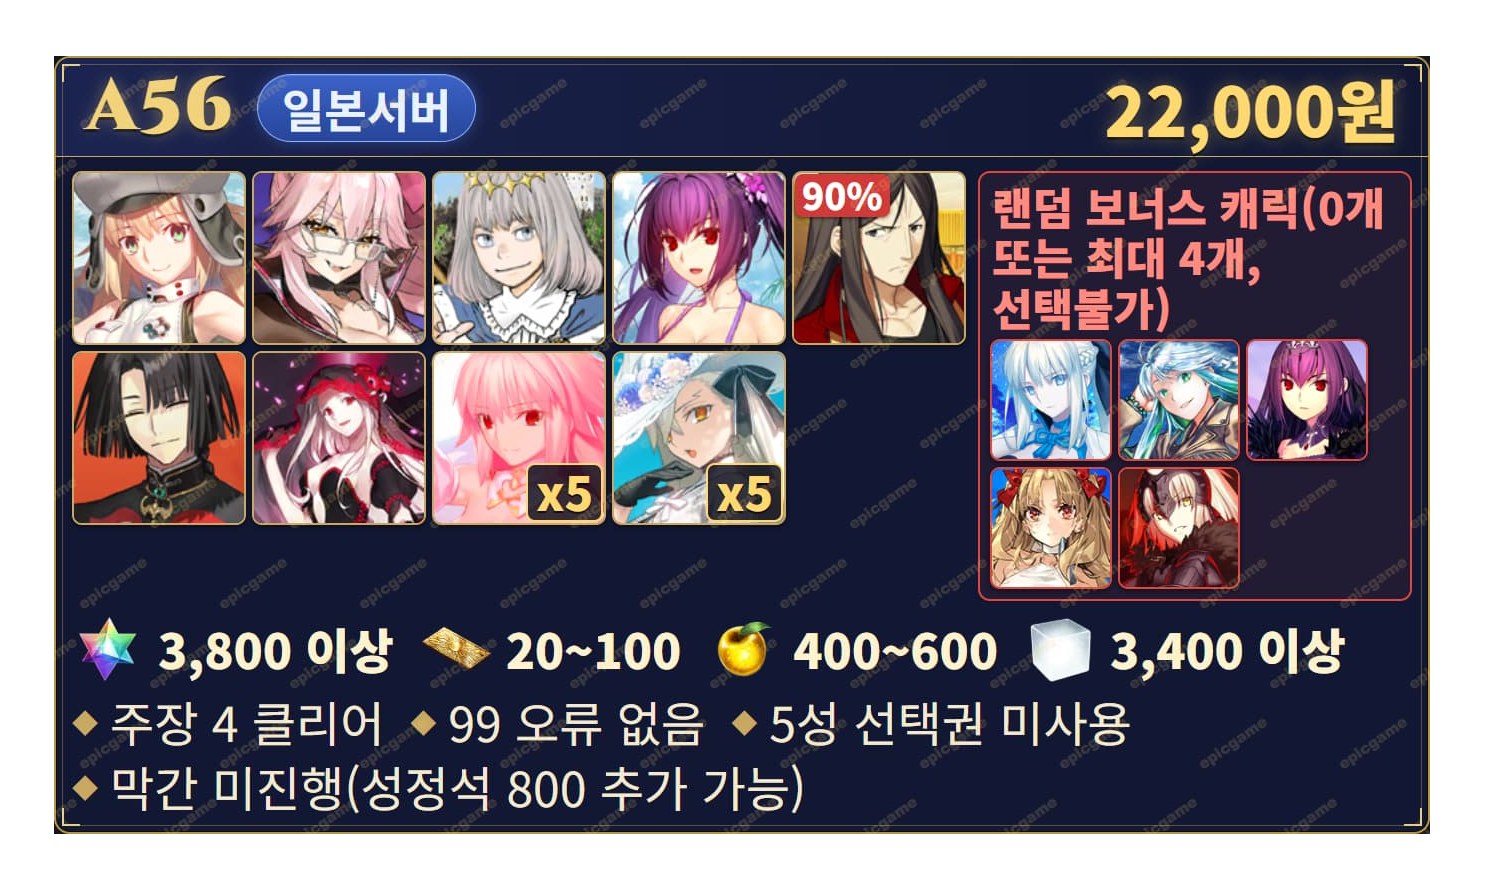 A56 일본서버 22,000원
90%
랜덤 보너스 캐릭(0개
또는 최대 4개,
선택불가)
x5 x5
3,800 이상 20~100 400~600 3,400 이상
◆ 주장 4 클리어 ◆ 99 오류 없음 ◆ 5성 선택권 미사용
◆ 막간 미진행(성정석 800 추가 가능)
epicgame